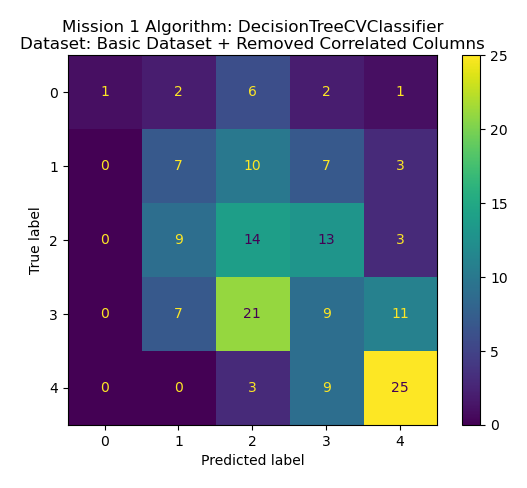 Mission 1 Algorithm: DecisionTreeCVClassifier
Dataset: Basic Dataset + Removed Correlated Columns
True label
0 1 2 6 2 1
1 0 7 10 7 3
2 0 9 14 13 3
3 0 7 21 9 11
4 0 0 3 9 25
0 1 2 3 4
Predicted label
25
20
15
10
5
0